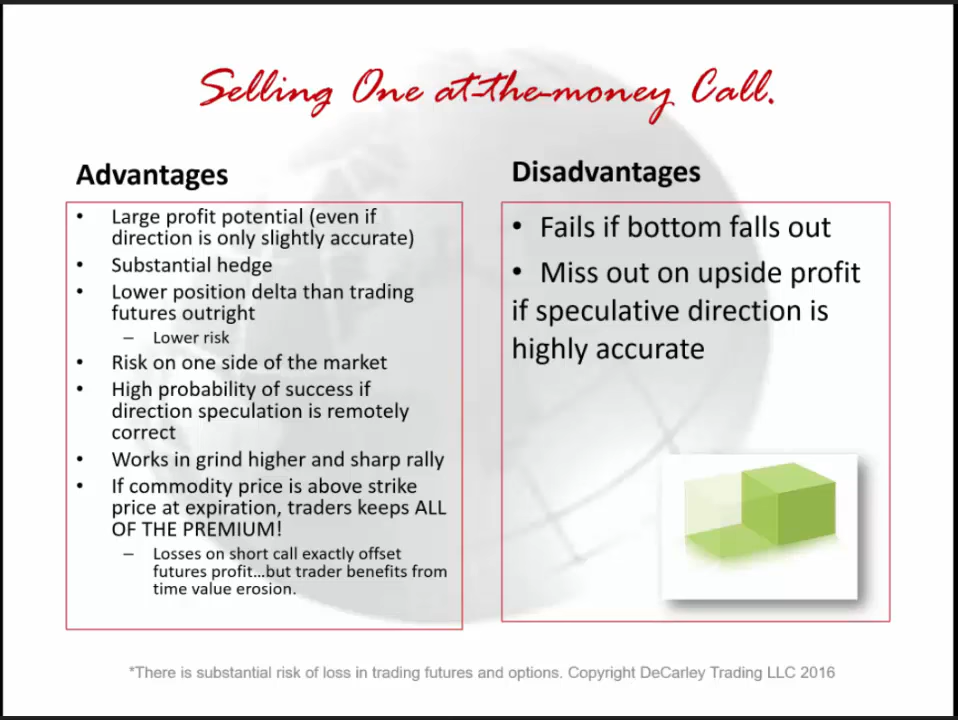 Selling One at-the-money Call.
Advantages
• Large profit potential (even if
direction is only slightly accurate)
• Substantial hedge
• Lower position delta than trading
futures outright
– Lower risk
• Risk on one side of the market
• High probability of success if
direction speculation is remotely
correct
• Works in grind higher and sharp rally
• If commodity price is above strike
price at expiration, traders keeps ALL
OF THE PREMIUM!
– Losses on short call exactly offset
futures profit...but trader benefits from
time value erosion.
Disadvantages
• Fails if bottom falls out
• Miss out on upside profit
if speculative direction is
highly accurate
*There is substantial risk of loss in trading futures and options. Copyright DeCarley Trading LLC 2016